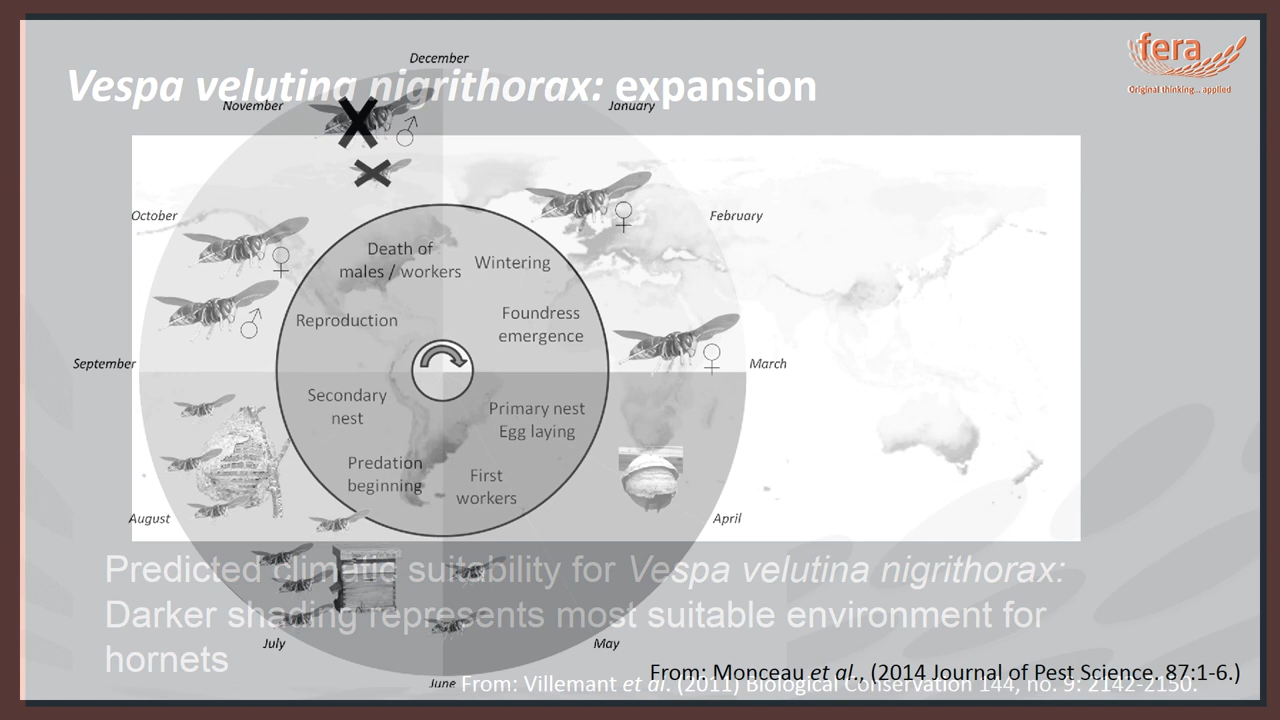 Vespa velutina nigrithorax: expansion
fera
Original thinking... applied
December
November
January
October
February
September
March
August
April
July
May
June
Death of
males / workers
Wintering
Reproduction
Foundress
emergence
Secondary
nest
Primary nest
Egg laying
Predation
beginning
First
workers
Predicted climatic suitability for Vespa velutina nigrithorax:
Darker shading represents most suitable environment for
hornets
From: Monceau et al., (2014 Journal of Pest Science. 87:1-6.)
From: Villemant et al. (2011) Biological Conservation 144, no. 9: 2142-2150.